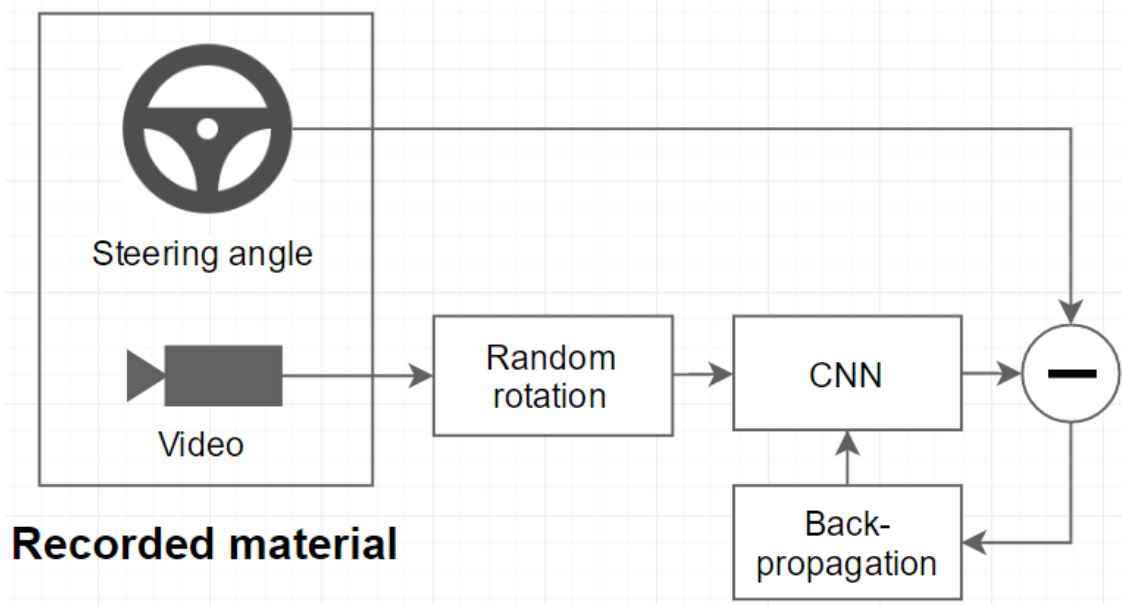 Steering angle
Video
Recorded material
Random
rotation
CNN
Back-
propagation